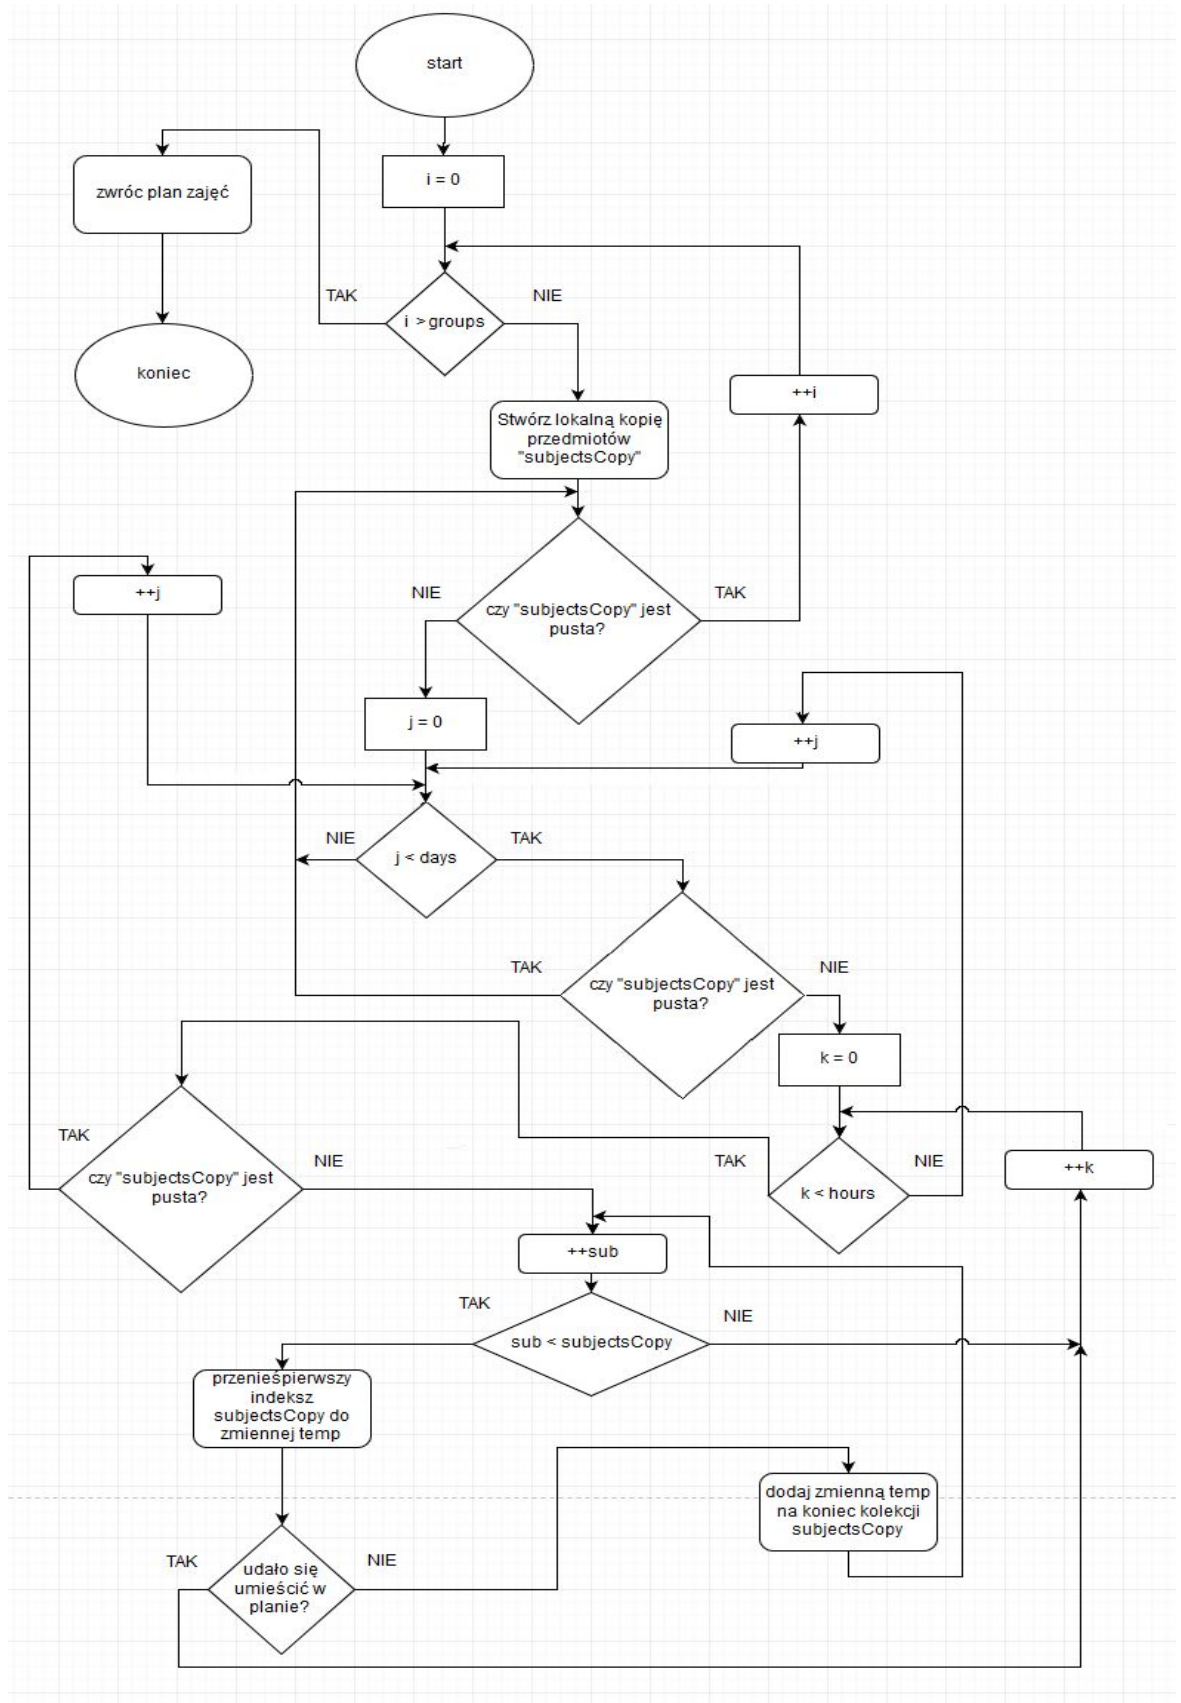 start
zwróc plan zajęć
i = 0
TAK
NIE
i > groups
koniec
++i
Stwórz lokalną kopię
przedmiotów
"subjectsCopy"
++j
NIE
TAK
czy "subjectsCopy" jest
pusta?
j = 0
++j
NIE
TAK
j < days
TAK
NIE
czy "subjectsCopy" jest
pusta?
k = 0
TAK
NIE
czy "subjectsCopy" jest
pusta?
TAK
NIE
k < hours
++k
++sub
TAK
NIE
sub < subjectsCopy
przenieśpierwszy
indeksz
subjectsCopy do
zmiennej temp
dodaj zmienną temp
na koniec kolekcji
subjectsCopy
TAK
NIE
udało się
umieścić w
planie?